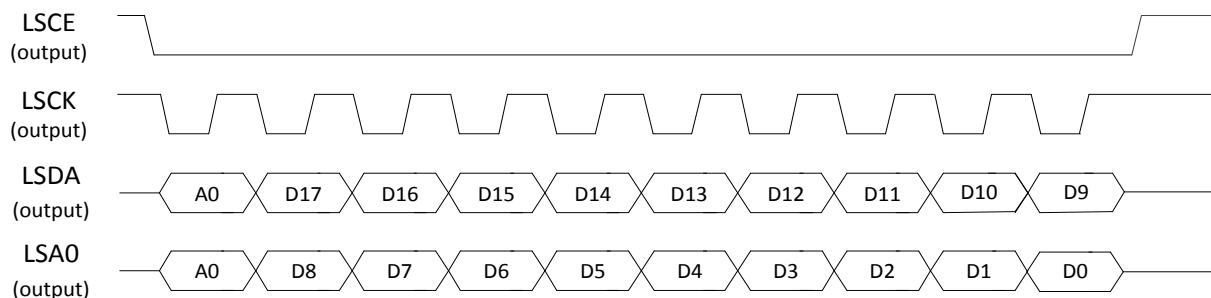 LSCE
(output)
LSCK
(output)
LSDA
(output)
A0 D17 D16 D15 D14 D13 D12 D11 D10 D9
LSA0
(output)
A0 D8 D7 D6 D5 D4 D3 D2 D1 D0